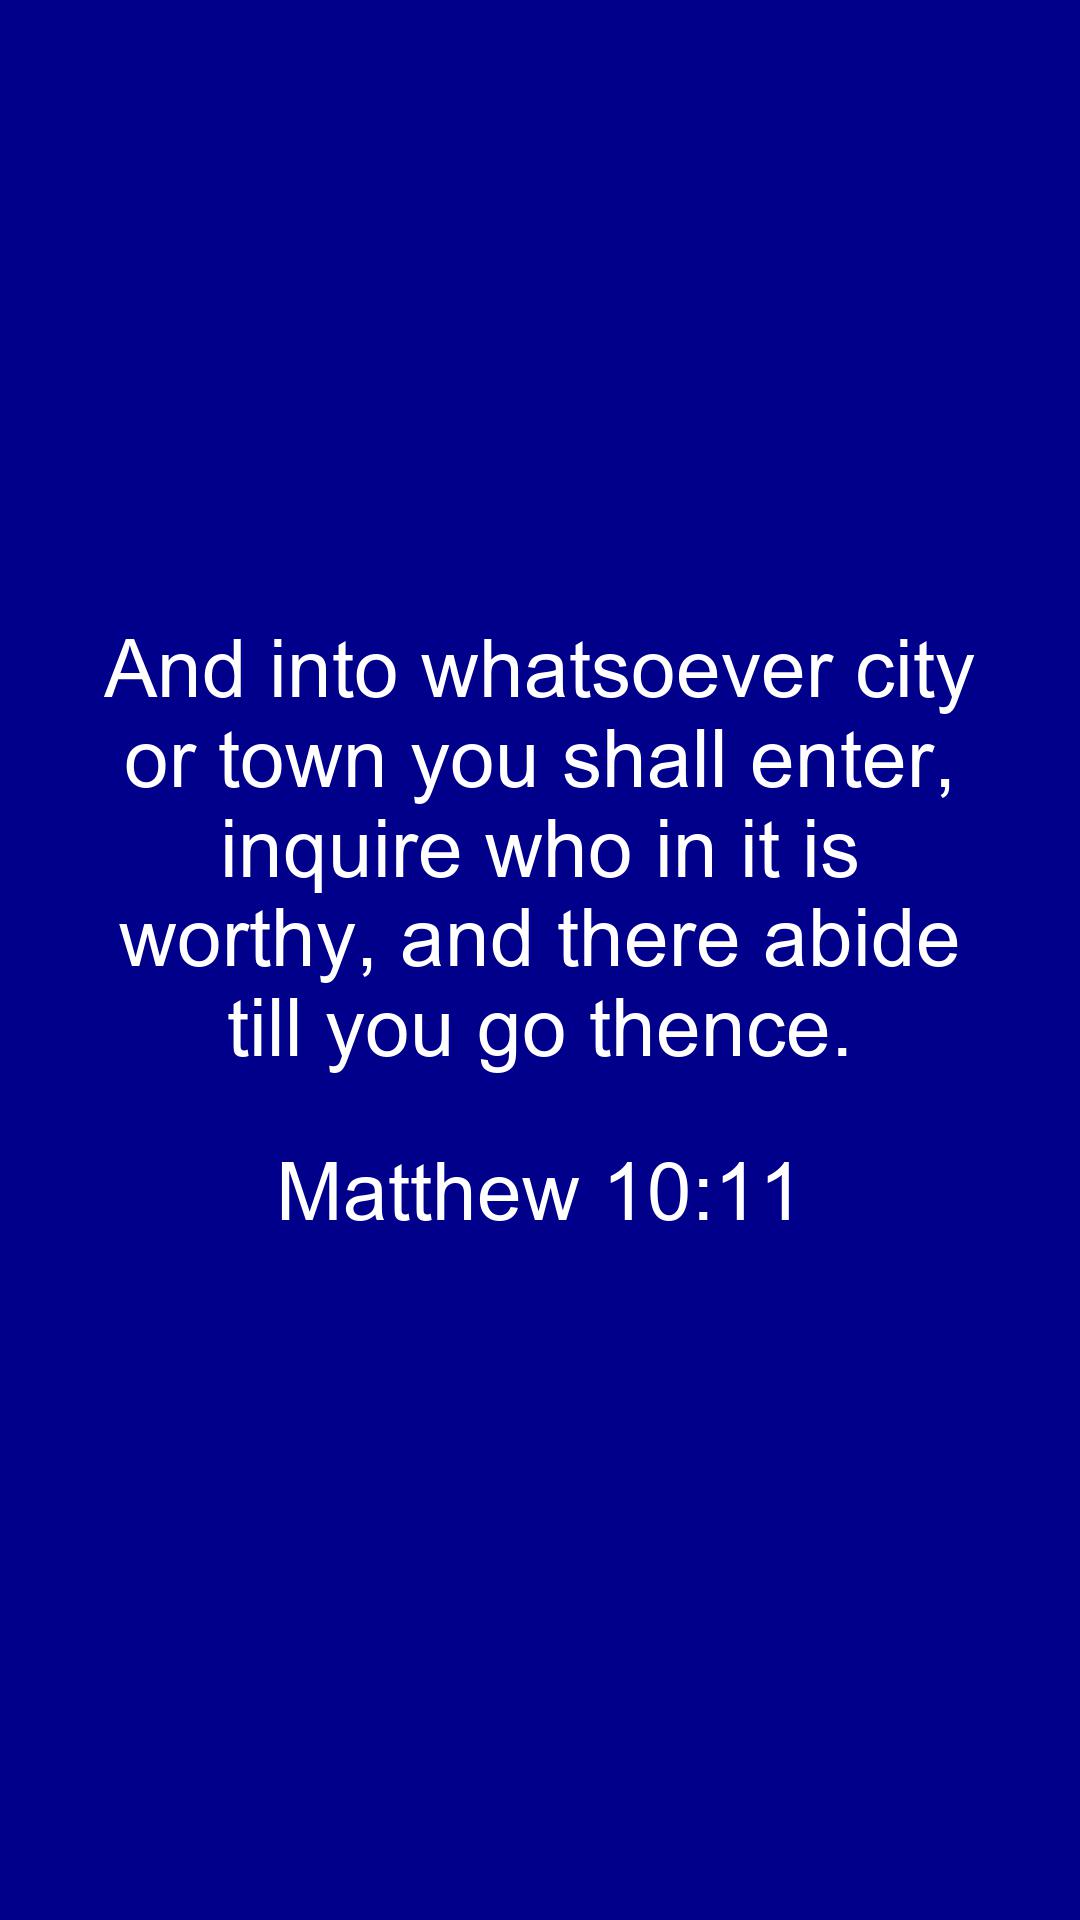 And into whatsoever city
or town you shall enter,
inquire who in it is
worthy, and there abide
till you go thence.
Matthew 10:11